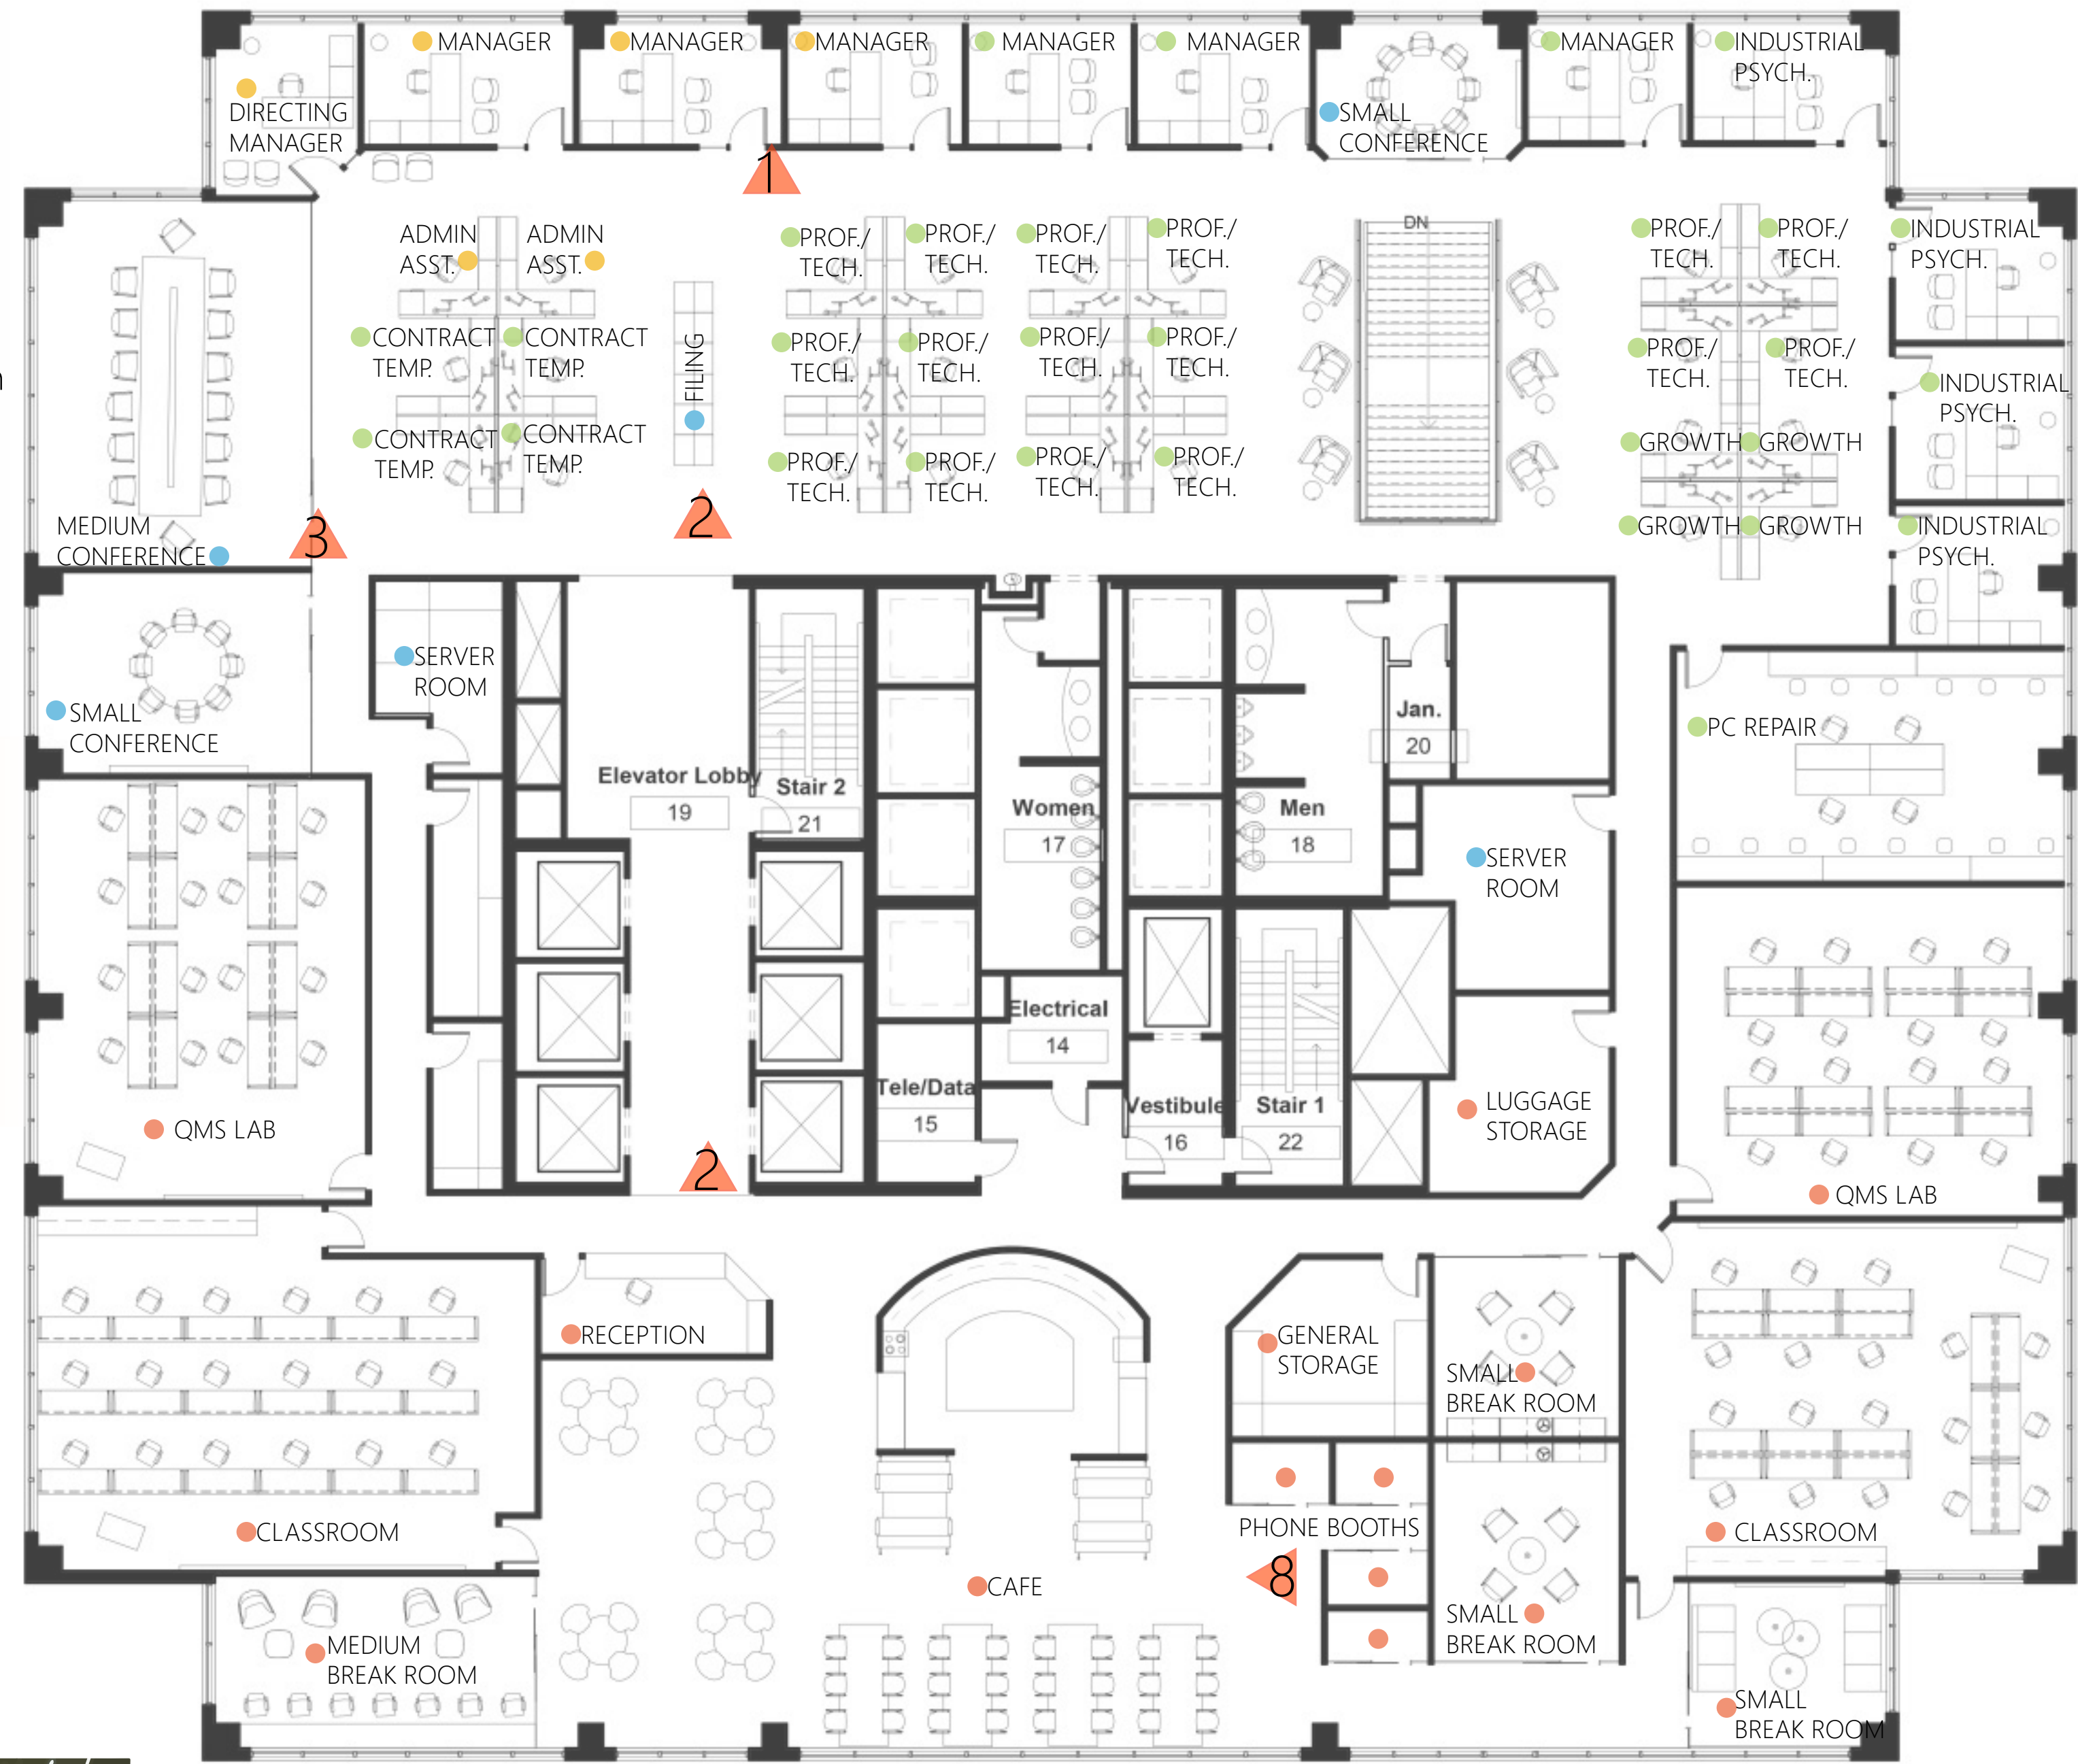 MANAGER
MANAGER
MANAGER
MANAGER
MANAGER
MANAGER
INDUSTRIAL
PSYCH.
DIRECTING
MANAGER
SMALL
CONFERENCE
1
ADMIN
ASST.
ADMIN
ASST.
PROF./
TECH.
PROF./
TECH.
PROF./
TECH.
PROF./
TECH.
DN
PROF./
TECH.
PROF./
TECH.
INDUSTRIAL
PSYCH.
CONTRACT
TEMP.
CONTRACT
TEMP.
FILING
PROF./
TECH.
PROF./
TECH.
PROF./
TECH.
PROF./
TECH.
PROF./
TECH.
PROF./
TECH.
INDUSTRIAL
PSYCH.
CONTRACT
TEMP.
CONTRACT
TEMP.
PROF./
TECH.
PROF./
TECH.
PROF./
TECH.
PROF./
TECH.
GROWTH
GROWTH
GROWTH
GROWTH
INDUSTRIAL
PSYCH.
MEDIUM
CONFERENCE
3
2
SERVER
ROOM
SMALL
CONFERENCE
Elevator Lobby
19
Stair 2
21
Women
17
Men
18
Jan.
20
PC REPAIR
SERVER
ROOM
Electrical
14
Tele/Data
15
Vestibule
16
Stair 1
22
LUGGAGE
STORAGE
QMS LAB
2
QMS LAB
RECEPTION
GENERAL
STORAGE
SMALL
BREAK ROOM
CLASSROOM
PHONE BOOTHS
8
CLASSROOM
CAFE
SMALL
BREAK ROOM
MEDIUM
BREAK ROOM
SMALL
BREAK ROOM